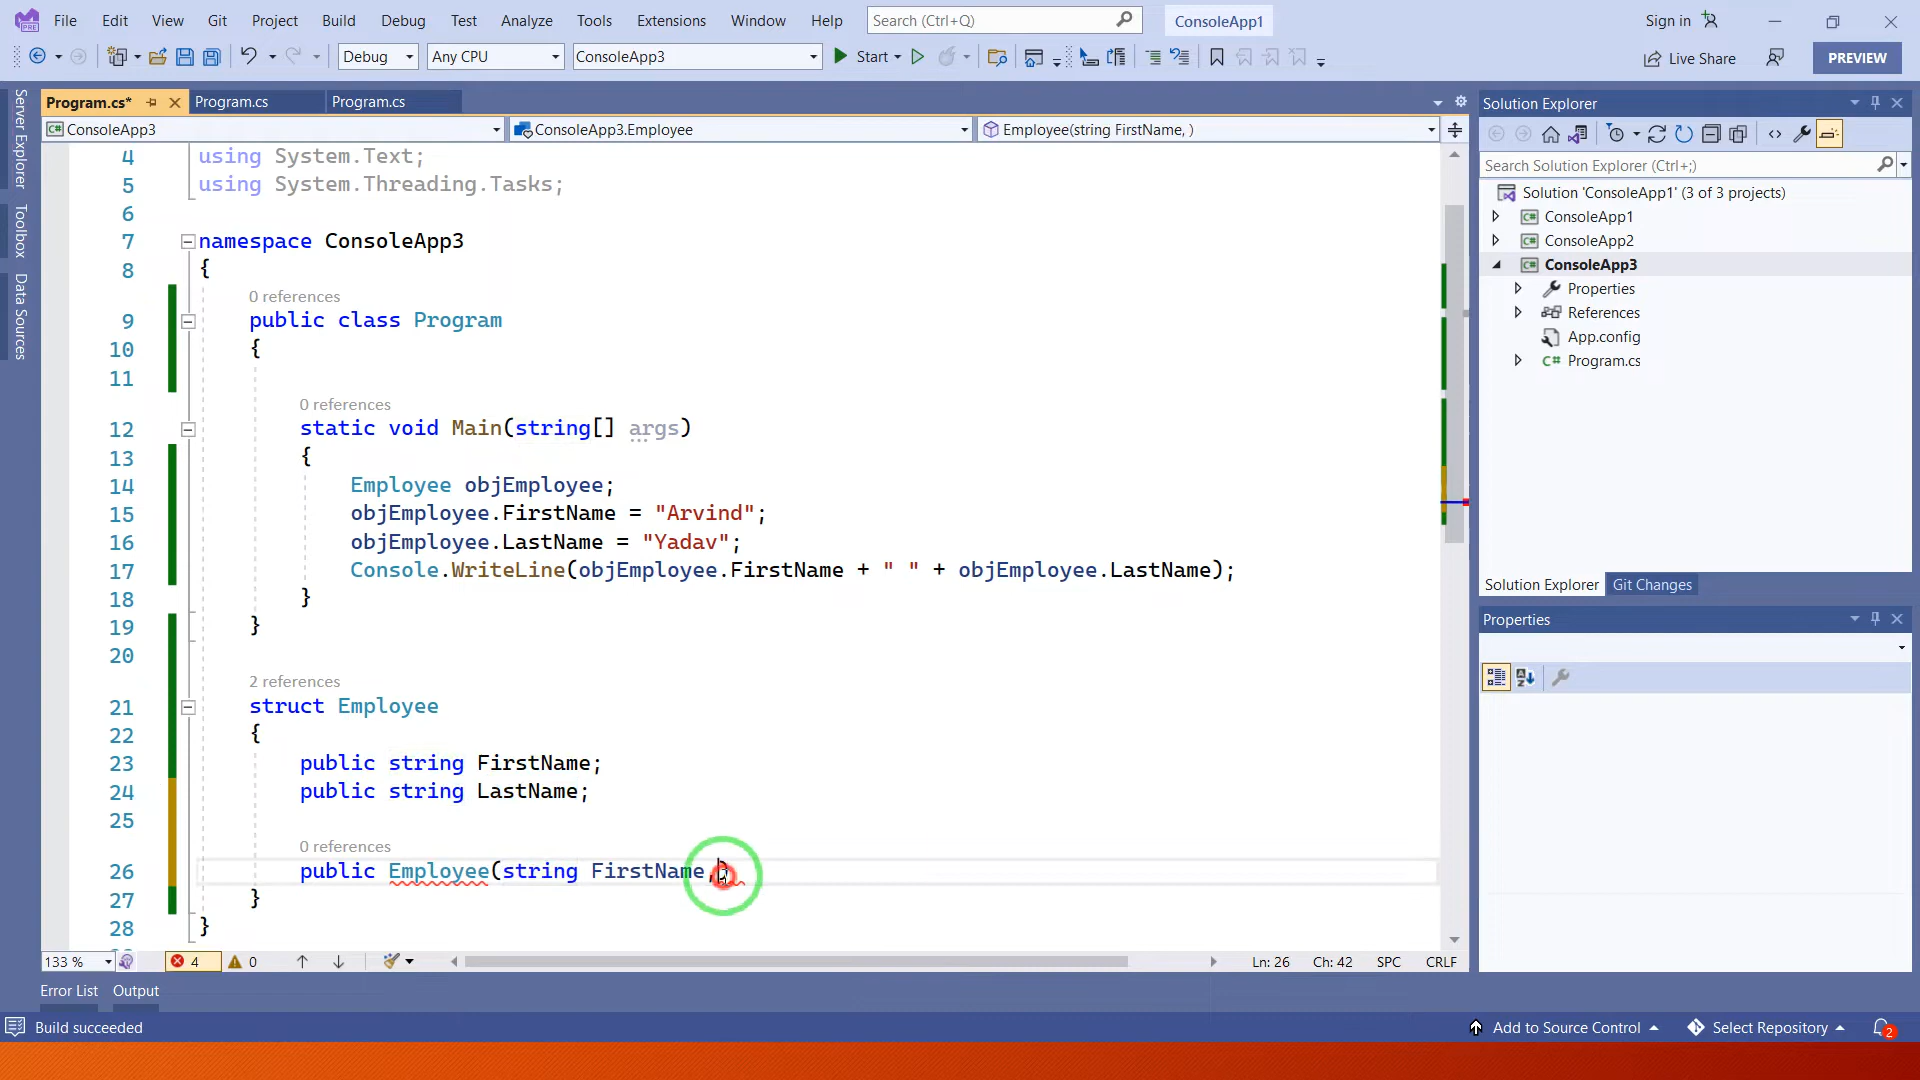 File Edit View Git Project Build Debug Test Analyze Tools Extensions Window Help Search (Ctrl+Q) ConsoleApp1 Sign in
Debug Any CPU ConsoleApp3 Start Live Share PREVIEW
Server Explorer
Toolbox
Data Sources
Program.cs* Program.cs Program.cs
ConsoleApp3 ConsoleApp3.Employee Employee(string FirstName, )
4 using System.Text;
5 using System.Threading.Tasks;
6
7 namespace ConsoleApp3
8 {
0 references
9 public class Program
10 {
11
0 references
12 static void Main(string[] args)
13 {
14 Employee objEmployee;
15 objEmployee.FirstName = "Arvind";
16 objEmployee.LastName = "Yadav";
17 Console.WriteLine(objEmployee.FirstName + " " + objEmployee.LastName);
18 }
19 }
20
2 references
21 struct Employee
22 {
23 public string FirstName;
24 public string LastName;
25
0 references
26 public Employee(string FirstName,)
27 }
28 }
133 % 4 0 Ln: 26 Ch: 42 SPC CRLF
Error List Output
Build succeeded Add to Source Control Select Repository 2
Solution Explorer
Search Solution Explorer (Ctrl+;)
Solution 'ConsoleApp1' (3 of 3 projects)
C# ConsoleApp1
C# ConsoleApp2
C# ConsoleApp3
Properties
References
App.config
C# Program.cs
Solution Explorer Git Changes
Properties